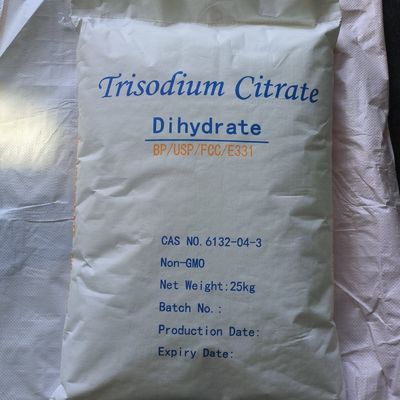 Trisodium Citrate
Dihydrate
BP/USP/FCC/E331
CAS NO.6132-04-3
Non-GMO
Net Weight:25kg
Batch No.:
Production Date:
Expiry Date: